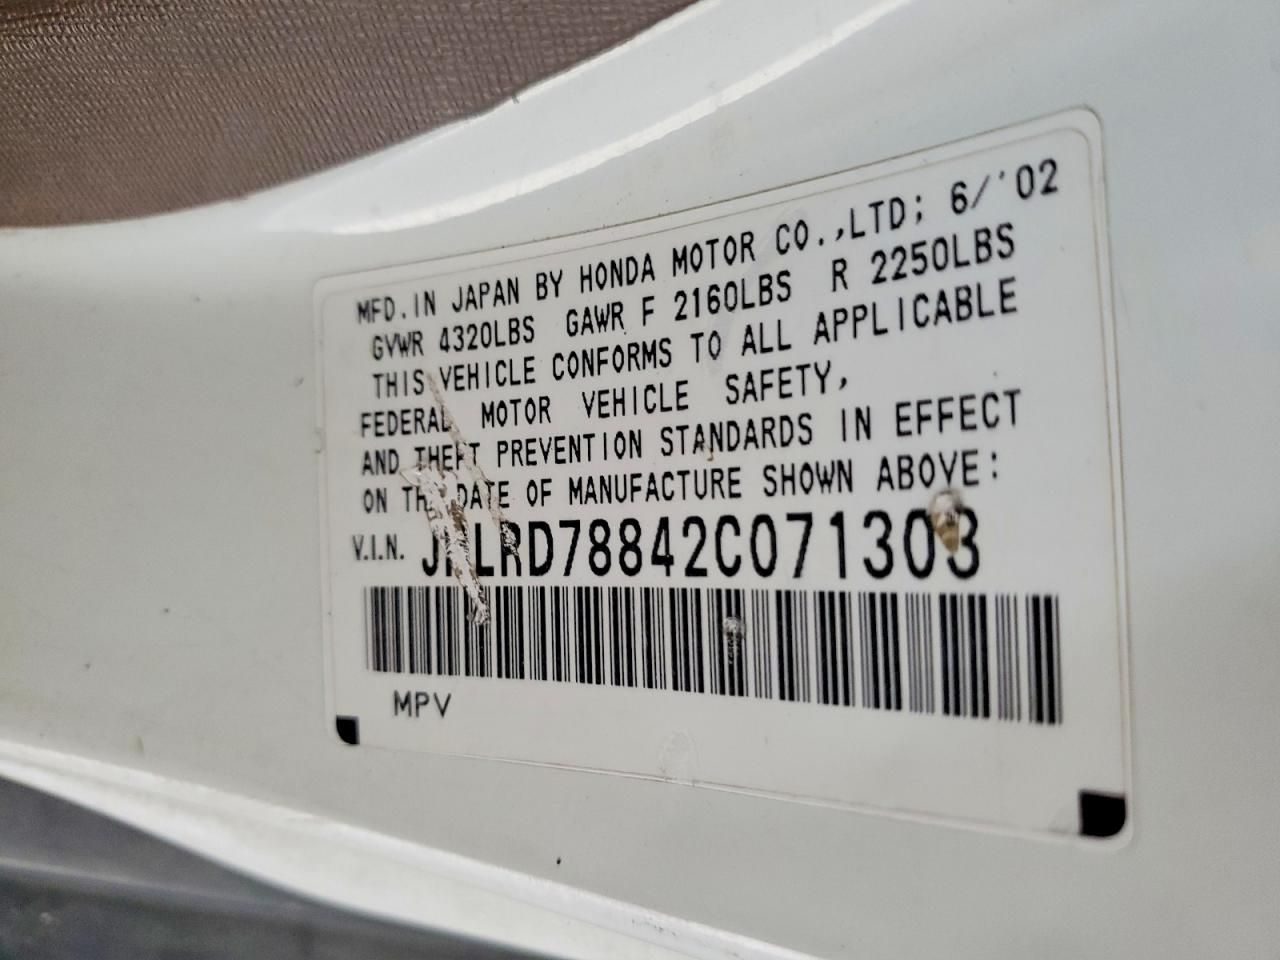 MFD. IN JAPAN BY HONDA MOTOR CO.,LTD; 6/'02
GVWR 4320LBS GAWR F 2160LBS R 2250LBS
THIS VEHICLE CONFORMS TO ALL APPLICABLE
FEDERAL MOTOR VEHICLE SAFETY,
AND THEFT PREVENTION STANDARDS IN EFFECT
ON THE DATE OF MANUFACTURE SHOWN ABOVE:
V.I.N.
MPV